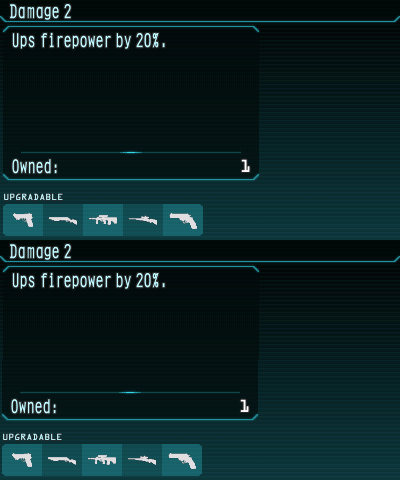 Damage 2
Ups firepower by 20%.
Owned: 1
UPGRADABLE
Damage 2
Ups firepower by 20%.
Owned: 1
UPGRADABLE